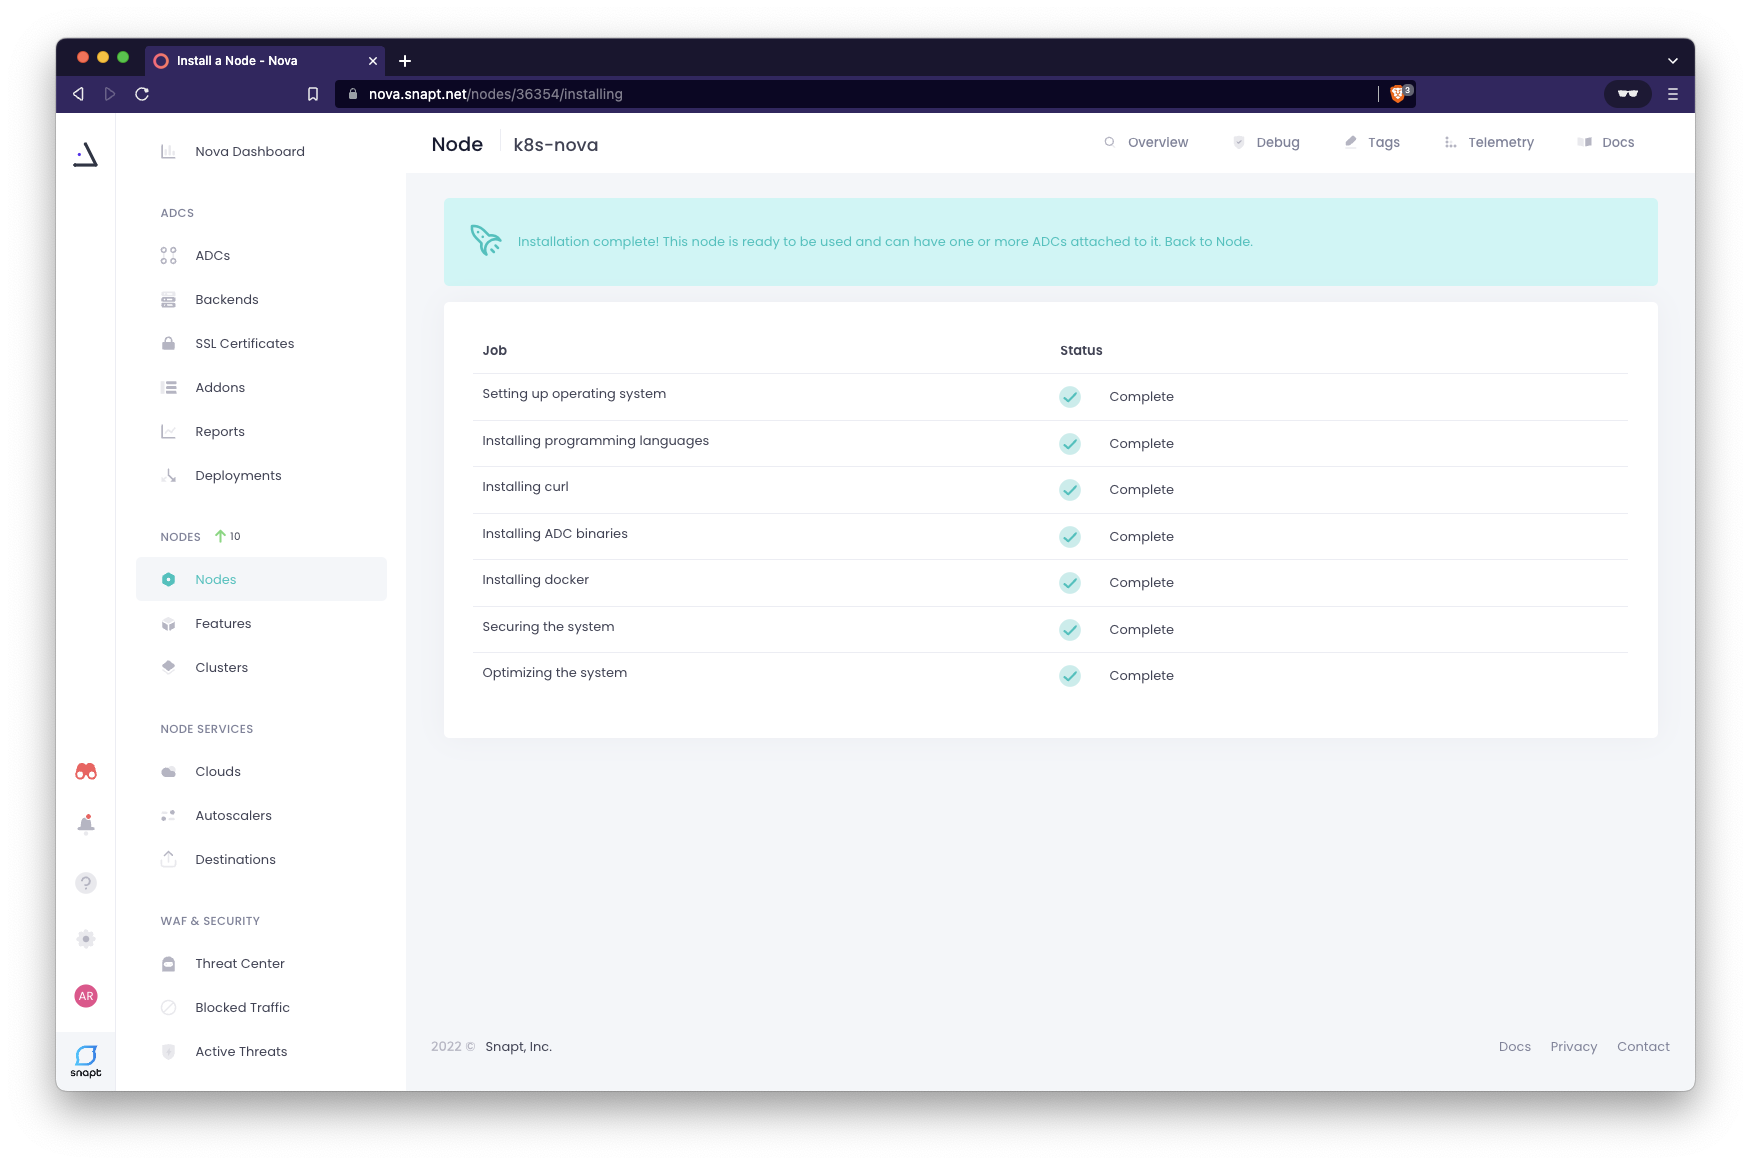 Install a Node - Nova
nova.snapt.net/nodes/36354/installing
3
Nova Dashboard
ADCS
ADCs
Backends
SSL Certificates
Addons
Reports
Deployments
NODES 10
Nodes
Features
Clusters
NODE SERVICES
Clouds
Autoscalers
Destinations
WAF & SECURITY
Threat Center
Blocked Traffic
Active Threats
AR
snapt
Node k8s-nova
Overview Debug Tags Telemetry Docs
Installation complete! This node is ready to be used and can have one or more ADCs attached to it. Back to Node.
Job Status
Setting up operating system Complete
Installing programming languages Complete
Installing curl Complete
Installing ADC binaries Complete
Installing docker Complete
Securing the system Complete
Optimizing the system Complete
2022 © Snapt, Inc.
Docs Privacy Contact